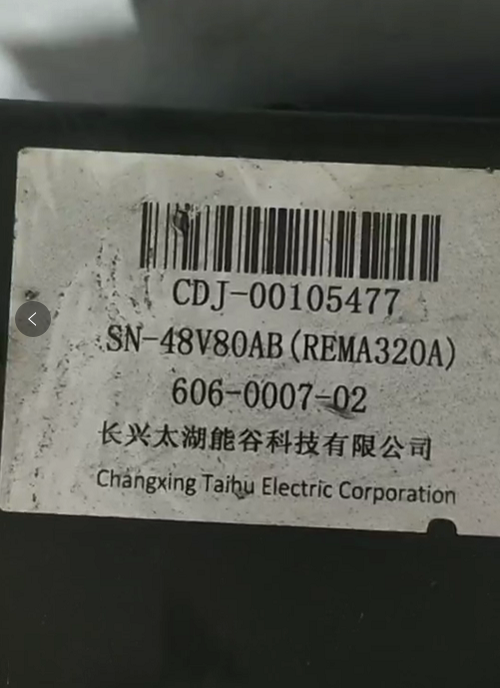 CDJ-00105477
SN-48V80AB(REMA320A)
606-0007-02
长兴太湖能谷科技有限公司
Changxing Taihu Electric Corporation